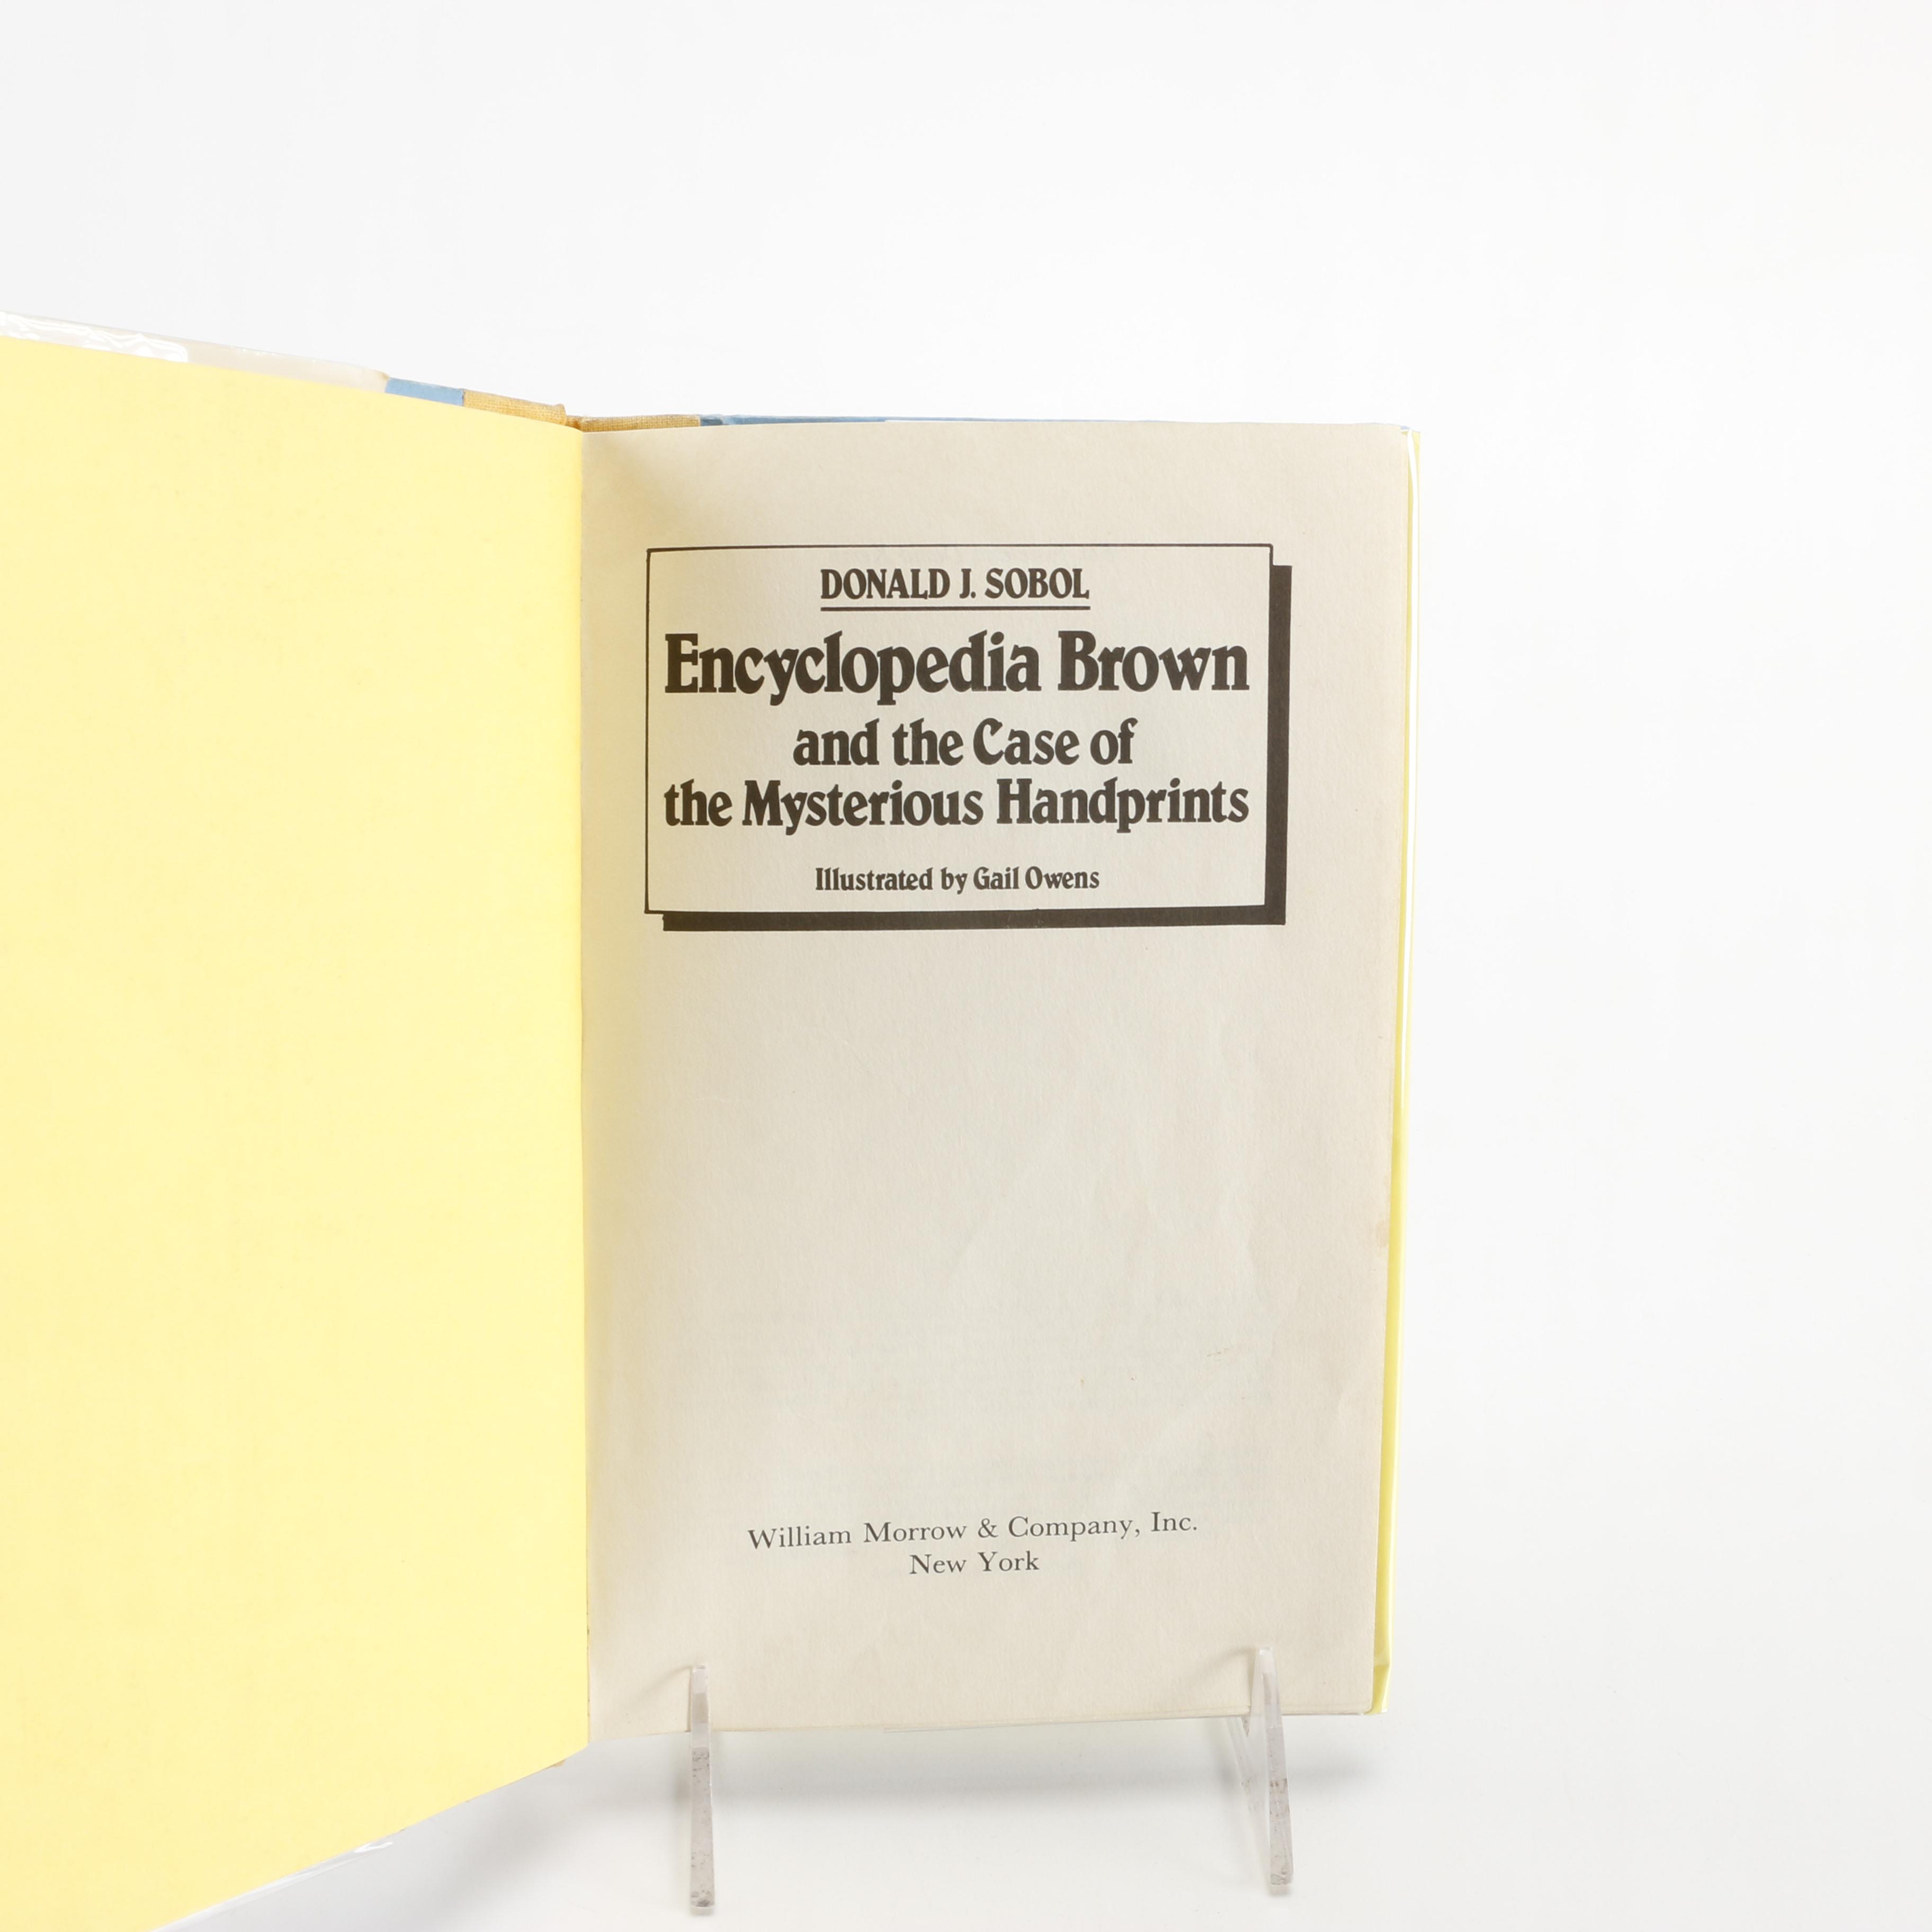 DONALD J. SOBOL
Encyclopedia Brown
and the Case of
the Mysterious Handprints
Illustrated by Gail Owens
William Morrow & Company, Inc.
New York